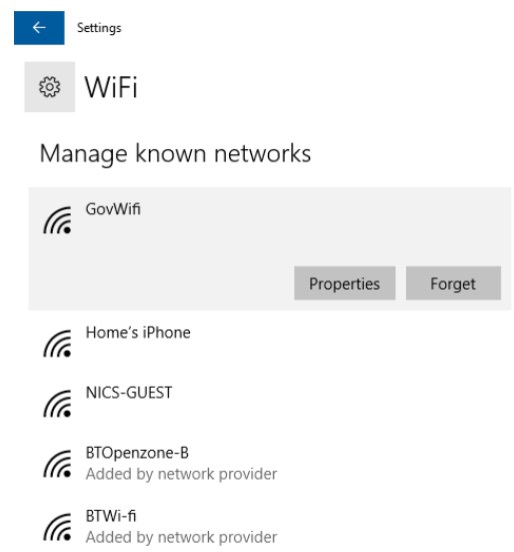 Settings
WiFi
Manage known networks
GovWifi
Properties Forget
Home's iPhone
NICS-GUEST
BTOpenzone-B
Added by network provider
BTWi-fi
Added by network provider